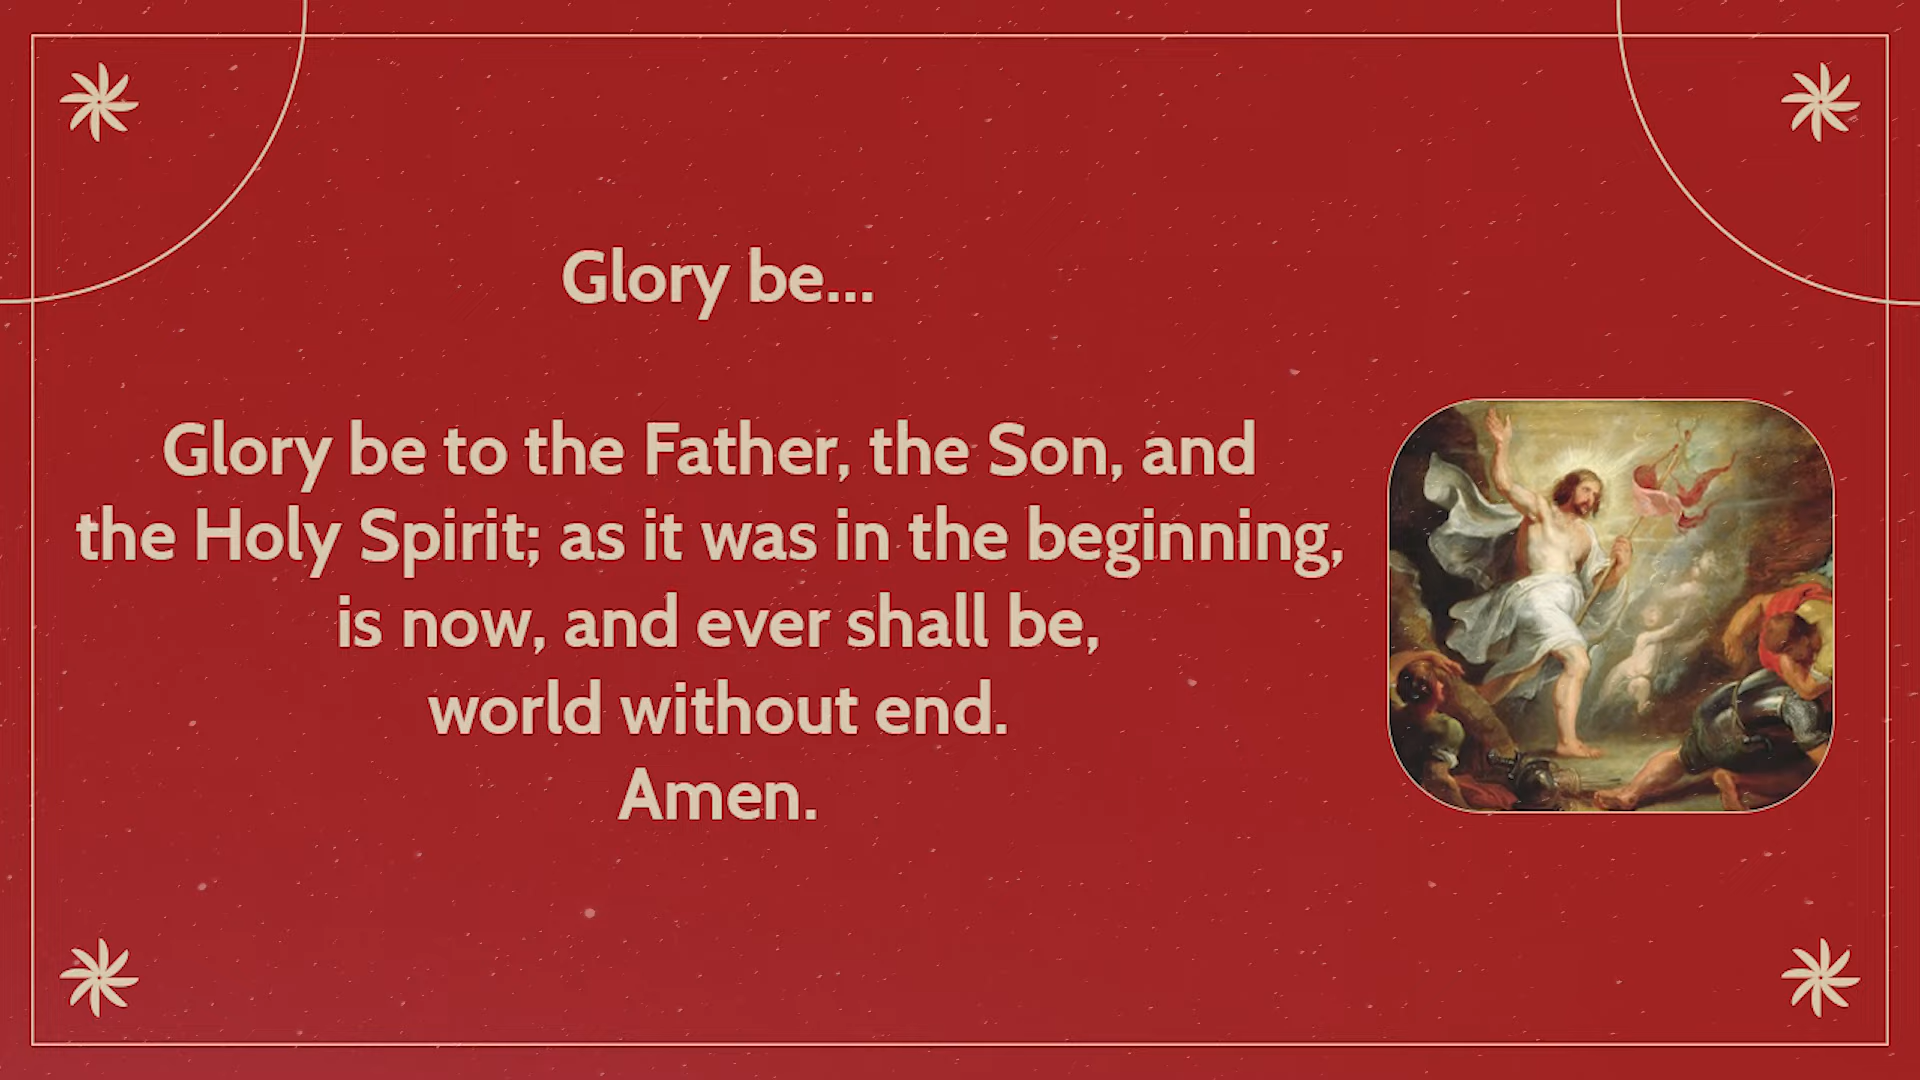 Glory be...
Glory be to the Father, the Son, and
the Holy Spirit; as it was in the beginning,
is now, and ever shall be,
world without end.
Amen.